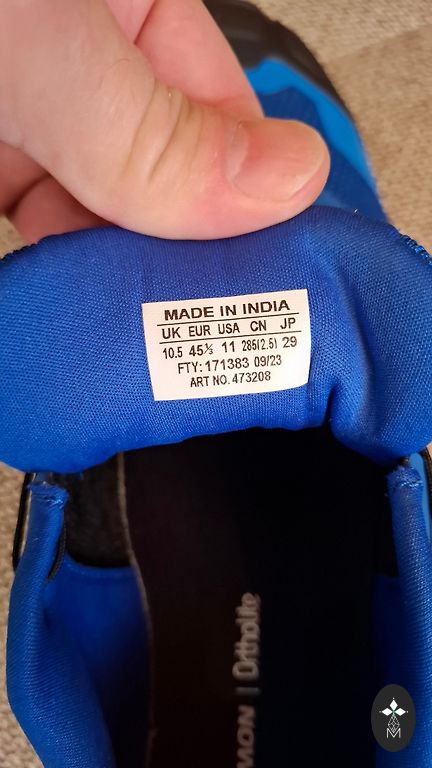 MADE IN INDIA
UK EUR USA CN JP
10.5 45⅓ 11 285(2.5) 29
FTY: 171383 09/23
ART NO. 473208
MON | Ortholite
M